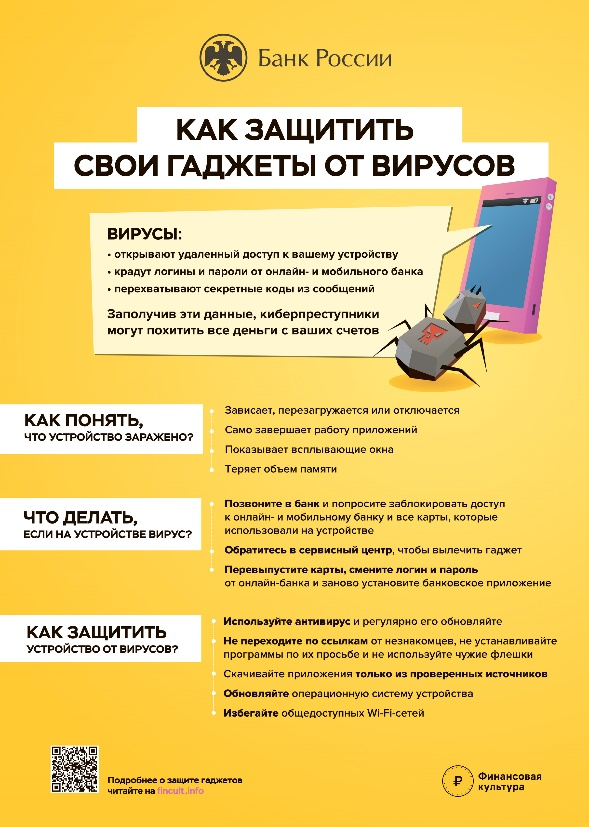 Банк России
КАК ЗАЩИТИТЬ
СВОИ ГАДЖЕТЫ ОТ ВИРУСОВ
ВИРУСЫ:
• открывают удаленный доступ к вашему устройству
• крадут логины и пароли от онлайн- и мобильного банка
• перехватывают секретные коды из сообщений
Заполучив эти данные, киберпреступники
могут похитить все деньги с ваших счетов
КАК ПОНЯТЬ,
ЧТО УСТРОЙСТВО ЗАРАЖЕНО?
Зависает, перезагружается или отключается
Само завершает работу приложений
Показывает всплывающие окна
Теряет объем памяти
ЧТО ДЕЛАТЬ,
ЕСЛИ НА УСТРОЙСТВЕ ВИРУС?
Позвоните в банк и попросите заблокировать доступ
к онлайн- и мобильному банку и все карты, которые
использовали на устройстве
Обратитесь в сервисный центр, чтобы вылечить гаджет
Перевыпустите карты, смените логин и пароль
от онлайн-банка и заново установите банковское приложение
КАК ЗАЩИТИТЬ
УСТРОЙСТВО ОТ ВИРУСОВ?
Используйте антивирус и регулярно его обновляйте
Не переходите по ссылкам от незнакомцев, не устанавливайте
программы по их просьбе и не используйте чужие флешки
Скачивайте приложения только из проверенных источников
Обновляйте операционную систему устройства
Избегайте общедоступных Wi-Fi-сетей
Подробнее о защите гаджетов
читайте на fincult.info
₽
Финансовая
культура